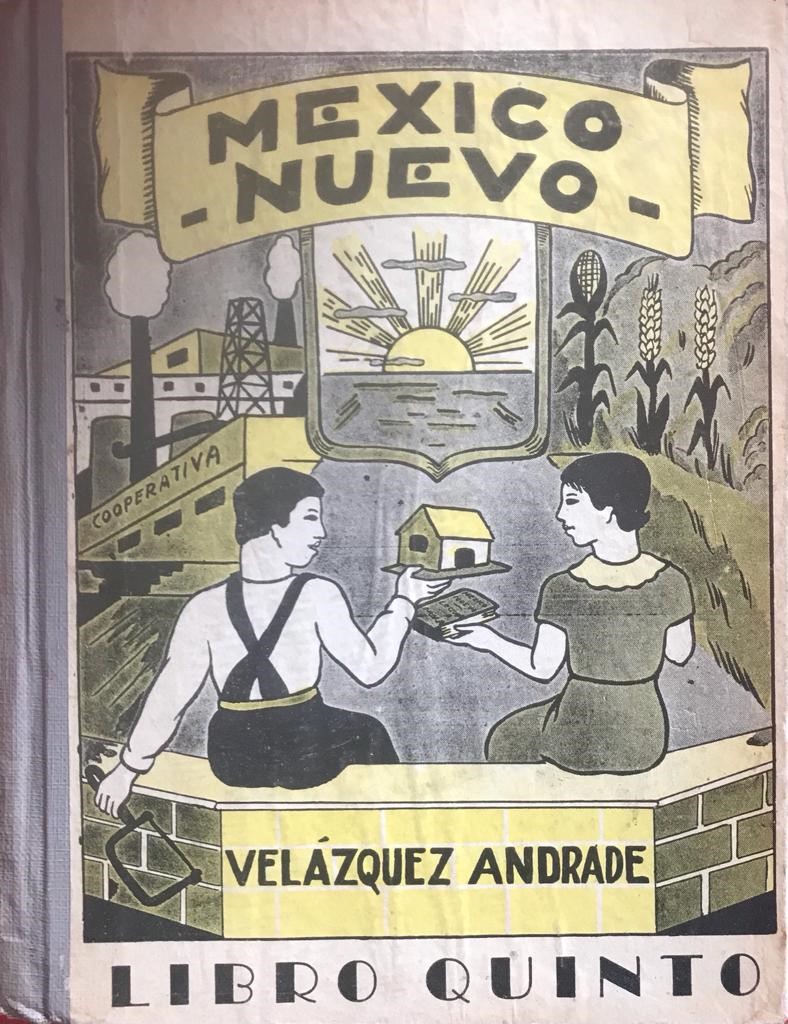 MEXICO
- NUEVO -
COOPERATIVA
VELÁZQUEZ ANDRADE
LIBRO QUINTO